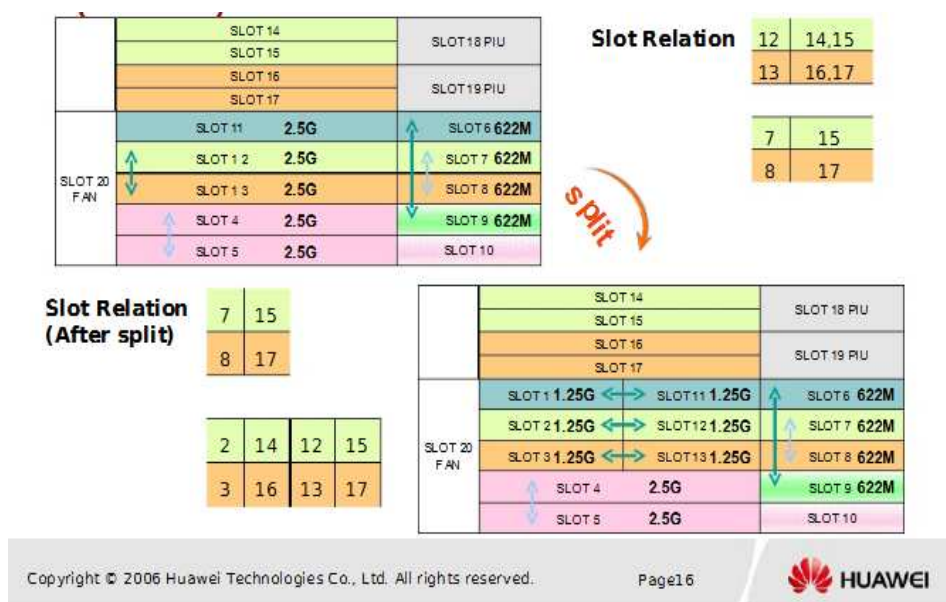 SLOT 14
SLOT 15
SLOT 16
SLOT 17
SLOT 18 PIU
SLOT 19 PIU
SLOT 20
FAN
SLOT 11 2.5G SLOT 6 622M
SLOT 1 2 2.5G SLOT 7 622M
SLOT 1 3 2.5G SLOT 8 622M
SLOT 4 2.5G SLOT 9 622M
SLOT 5 2.5G SLOT 10
Slot Relation
12 14,15
13 16,17
7 15
8 17
split
Slot Relation
(After split)
7 15
8 17
2 14 12 15
3 16 13 17
SLOT 14
SLOT 15
SLOT 16
SLOT 17
SLOT 18 PIU
SLOT 19 PIU
SLOT 20
FAN
SLOT 1 1.25G SLOT 11 1.25G SLOT 6 622M
SLOT 2 1.25G SLOT 12 1.25G SLOT 7 622M
SLOT 3 1.25G SLOT 13 1.25G SLOT 8 622M
SLOT 4 2.5G SLOT 9 622M
SLOT 5 2.5G SLOT 10
Copyright © 2006 Huawei Technologies Co., Ltd. All rights reserved.
Page16
HUAWEI